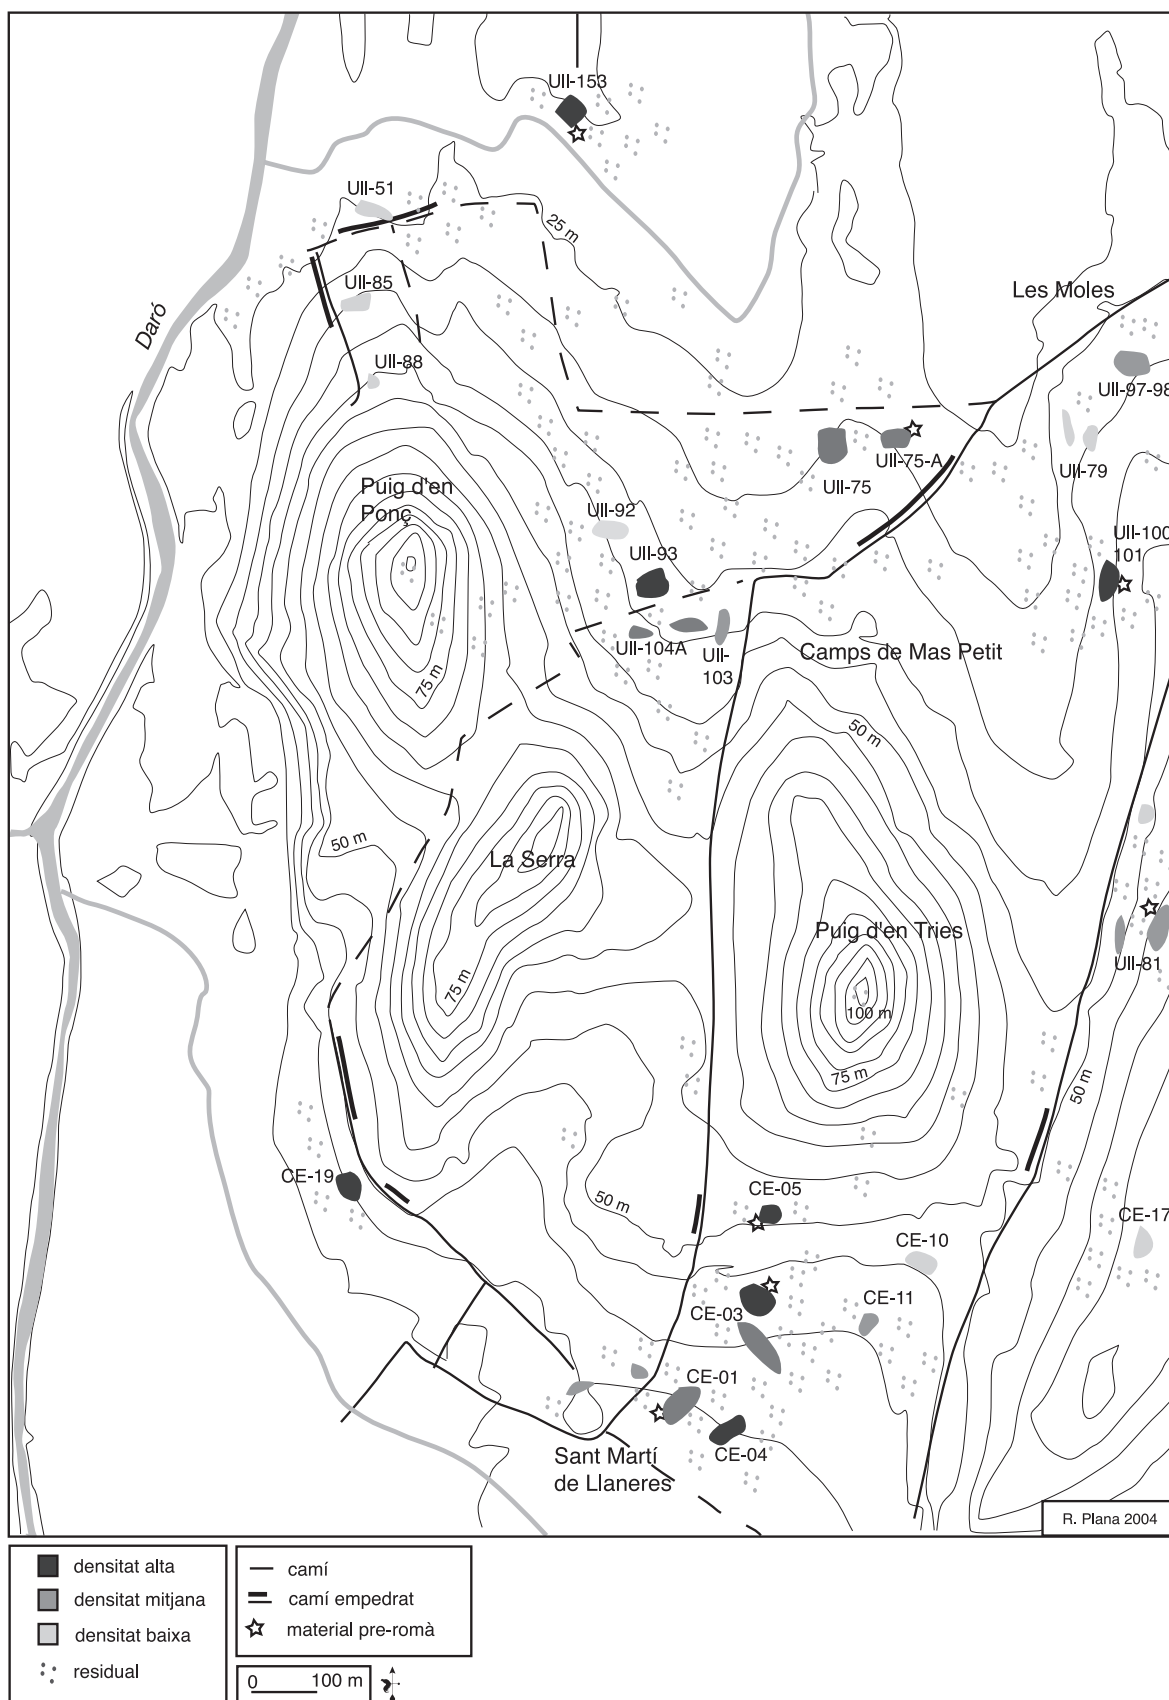 Ull-153
Ull-51
25 m
Ull-85
Daró
Les Moles
Ull-88
Ull-97-98
Ull-75-A
Ull-79
Ull-75
Puig d'en
Ponç
Ull-92
Ull-93
Ull-100
101
Ull-104A
Ull-
103
Camps de Mas Petit
75 m
50 m
50 m
La Serra
Puig d'en Tries
Ull-81
75 m
100 m
75 m
50 m
CE-19
CE-05
50 m
CE-17
CE-10
CE-11
CE-03
CE-01
CE-04
Sant Martí
de Llaneres
R. Plana 2004
densitat alta
densitat mitjana
densitat baixa
residual
camí
camí empedrat
material pre-romà
0 100 m